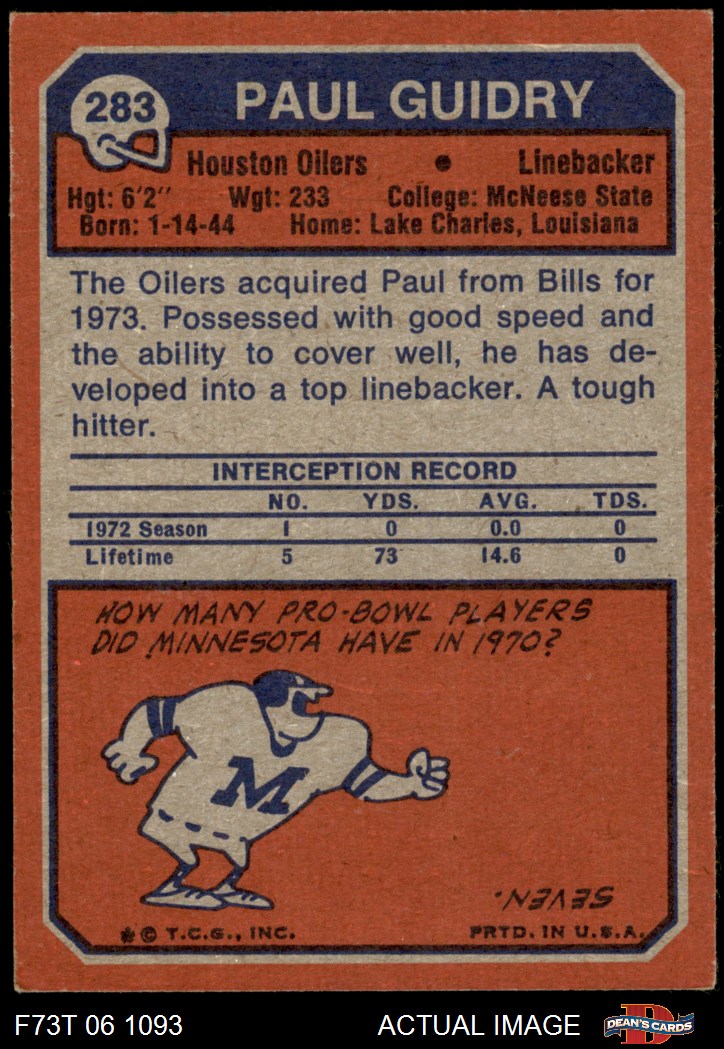 283 PAUL GUIDRY
Houston Oilers • Linebacker
Hgt: 6'2" Wgt: 233 College: McNeese State
Born: 1-14-44 Home: Lake Charles, Louisiana
The Oilers acquired Paul from Bills for
1973. Possessed with good speed and
the ability to cover well, he has de-
veloped into a top linebacker. A tough
hitter.
INTERCEPTION RECORD
NO. YDS. AVG. TDS.
1972 Season 1 0 0.0 0
Lifetime 5 73 14.6 0
HOW MANY PRO-BOWL PLAYERS
DID MINNESOTA HAVE IN 1970?
M
SEVEN.
* © T.C.G., INC. PRTD. IN U.S.A.
F73T 06 1093 ACTUAL IMAGE D DEAN'S CARDS